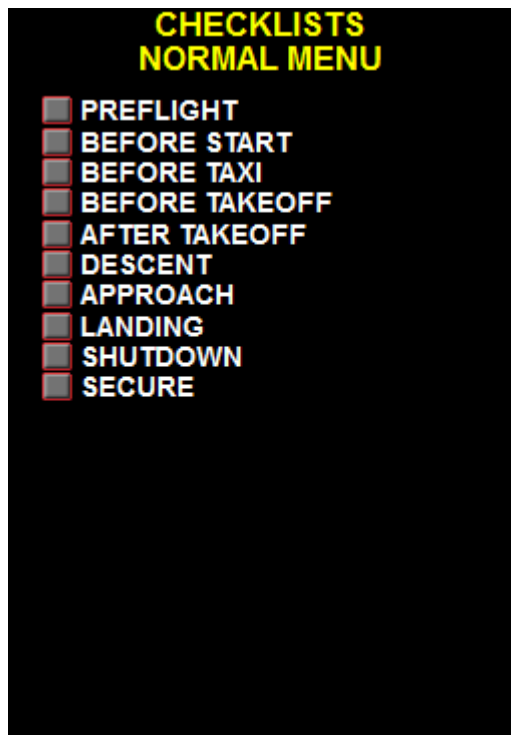 CHECKLISTS
NORMAL MENU
PREFLIGHT
BEFORE START
BEFORE TAXI
BEFORE TAKEOFF
AFTER TAKEOFF
DESCENT
APPROACH
LANDING
SHUTDOWN
SECURE